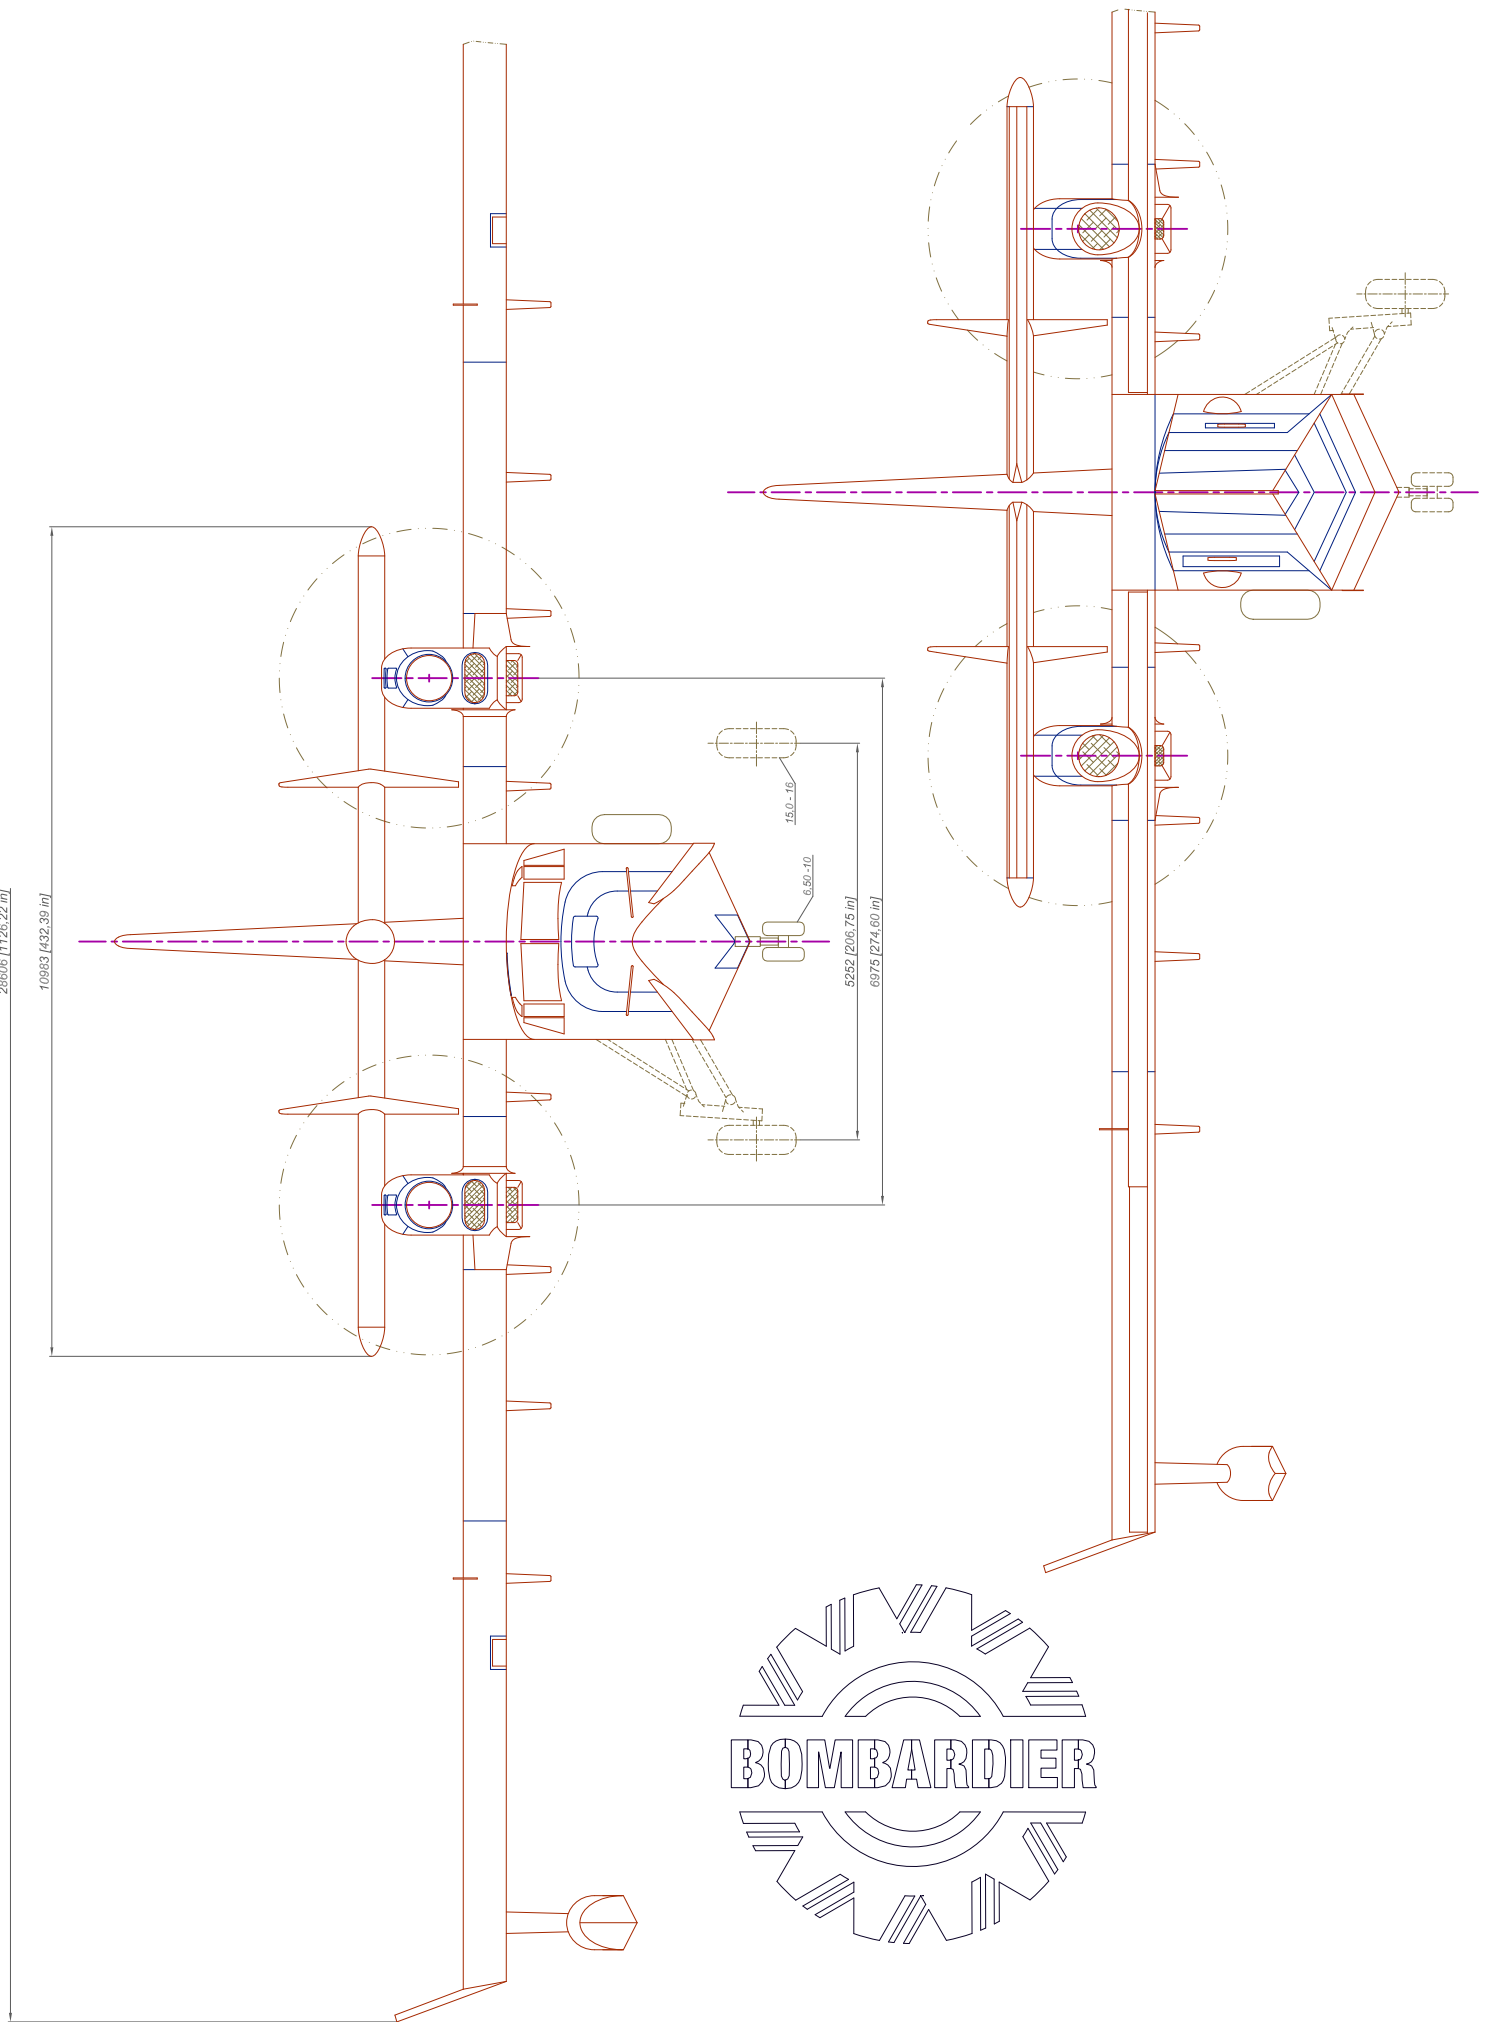 28606 [1126,22 in]
10983 [432,39 in]
15.0 - 16
6.50 -10
5252 [206,75 in]
6975 [274,60 in]
BOMBARDIER